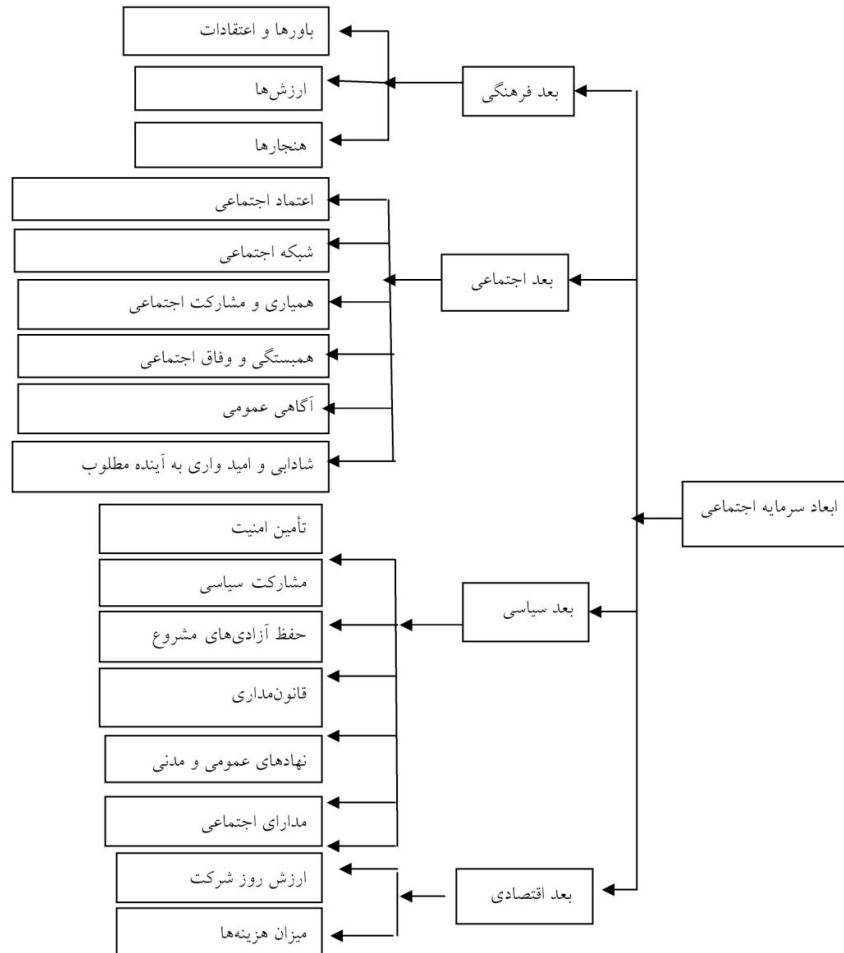 ابعاد سرمایه اجتماعی
بعد فرهنگی
باورها و اعتقادات
ارزش‌ها
هنجارها
بعد اجتماعی
اعتماد اجتماعی
شبکه اجتماعی
همیاری و مشارکت اجتماعی
همبستگی و وفاق اجتماعی
آگاهی عمومی
شادابی و امید واری به آینده مطلوب
بعد سیاسی
تأمین امنیت
مشارکت سیاسی
حفظ آزادی‌های مشروع
قانون‌مداری
نهادهای عمومی و مدنی
مدارای اجتماعی
بعد اقتصادی
ارزش روز شرکت
میزان هزینه‌ها